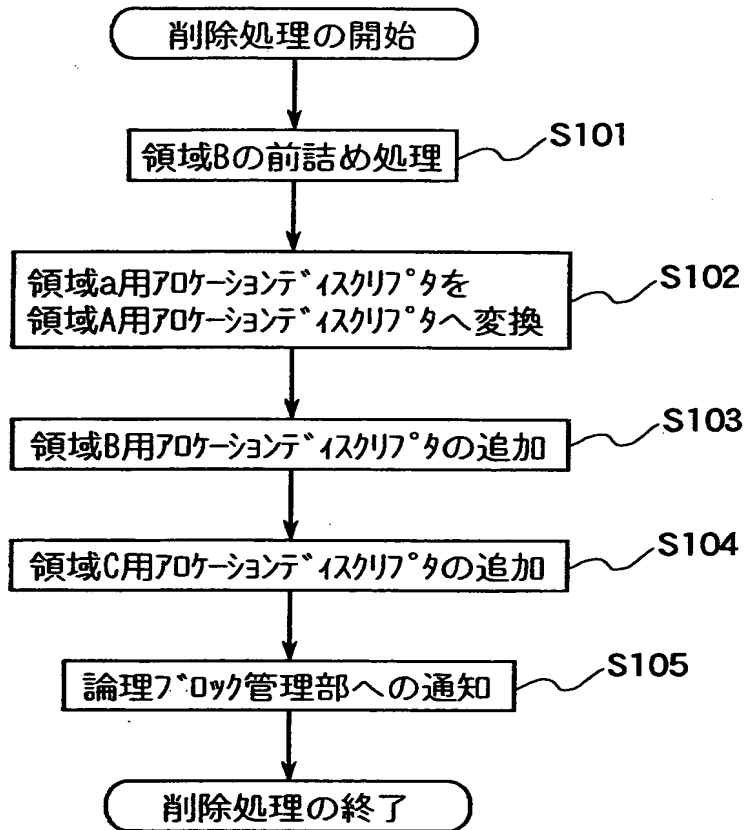 削除処理の開始
領域Bの前詰め処理
S101
領域a用ｱﾛｹｰｼｮﾝﾃﾞｨｽｸﾘﾌﾟﾀを
領域A用ｱﾛｹｰｼｮﾝﾃﾞｨｽｸﾘﾌﾟﾀへ変換
S102
領域B用ｱﾛｹｰｼｮﾝﾃﾞｨｽｸﾘﾌﾟﾀの追加
S103
領域C用ｱﾛｹｰｼｮﾝﾃﾞｨｽｸﾘﾌﾟﾀの追加
S104
論理ﾌﾞﾛｯｸ管理部への通知
S105
削除処理の終了